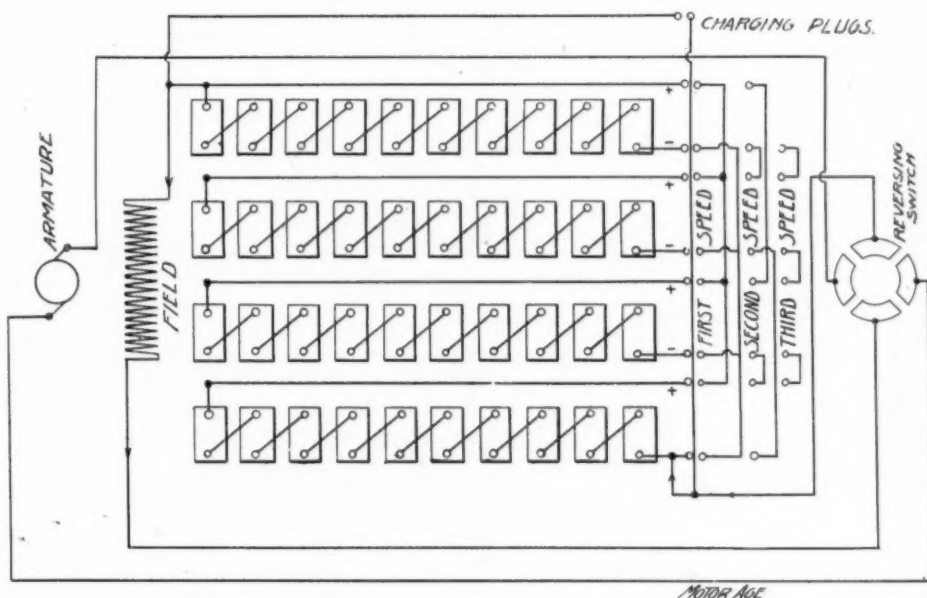 CHARGING PLUGS.
ARMATURE
FIELD
+
-
+
-
+
-
+
FIRST SPEED
SECOND SPEED
THIRD SPEED
REVERSING
SWITCH
MOTOR AGE